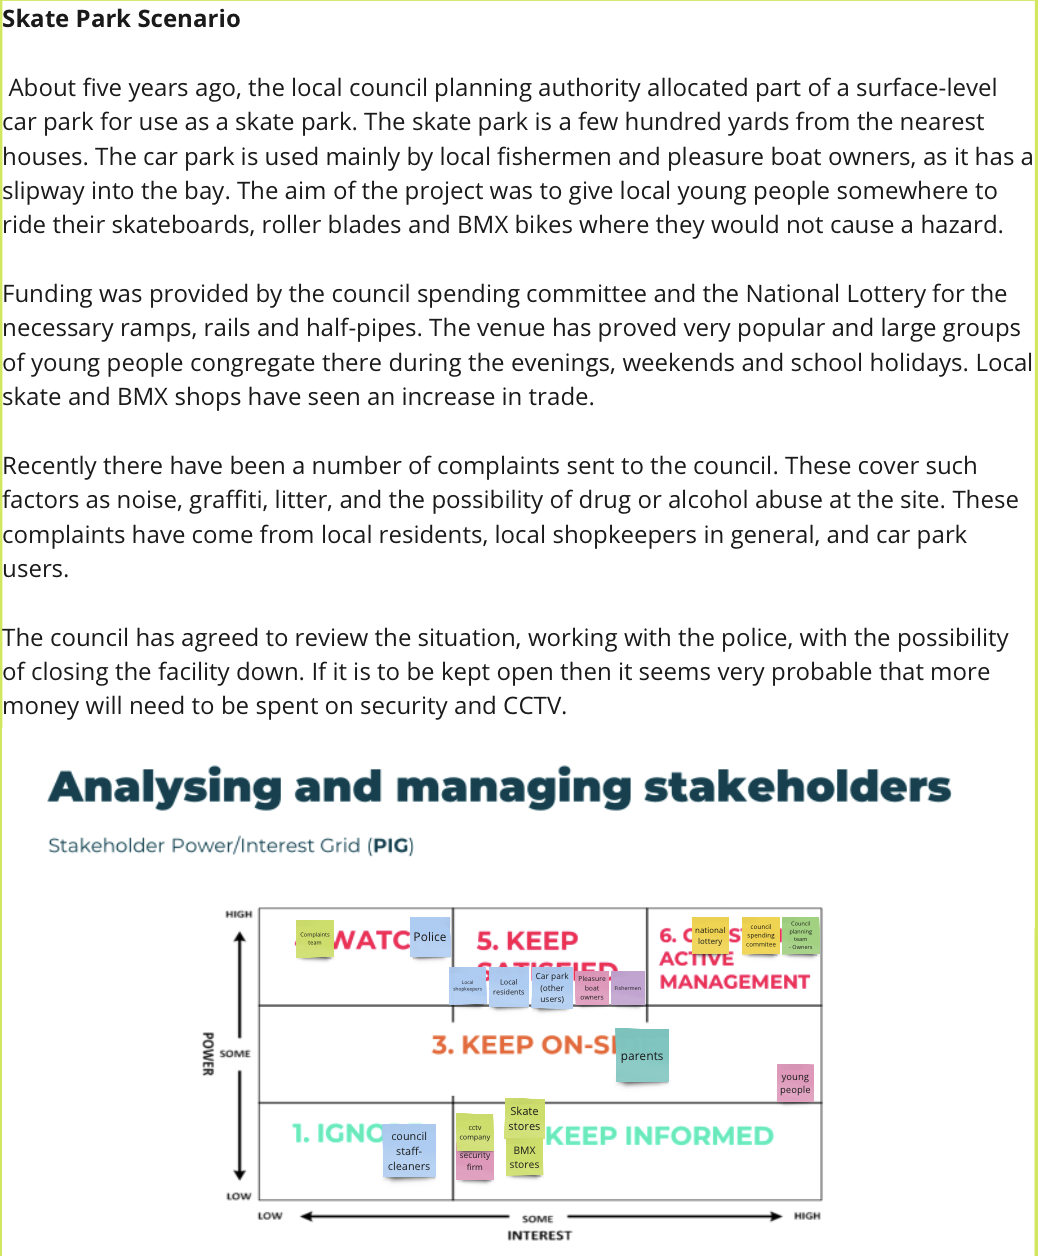 Skate Park Scenario
About five years ago, the local council planning authority allocated part of a surface-level
car park for use as a skate park. The skate park is a few hundred yards from the nearest
houses. The car park is used mainly by local fishermen and pleasure boat owners, as it has a
slipway into the bay. The aim of the project was to give local young people somewhere to
ride their skateboards, roller blades and BMX bikes where they would not cause a hazard.
Funding was provided by the council spending committee and the National Lottery for the
necessary ramps, rails and half-pipes. The venue has proved very popular and large groups
of young people congregate there during the evenings, weekends and school holidays. Local
skate and BMX shops have seen an increase in trade.
Recently there have been a number of complaints sent to the council. These cover such
factors as noise, graffiti, litter, and the possibility of drug or alcohol abuse at the site. These
complaints have come from local residents, local shopkeepers in general, and car park
users.
The council has agreed to review the situation, working with the police, with the possibility
of closing the facility down. If it is to be kept open then it seems very probable that more
money will need to be spent on security and CCTV.
Analysing and managing stakeholders
Stakeholder Power/Interest Grid (PIG)
HIGH
Complaints
team
WATC
Police
5. KEEP
Local
shopkeepers
Local
residents
Car park
(other
users)
Pleasure
boat
owners
Fishermen
6.
national
lottery
council
spending
commitee
Council
planning
team
- Owners
ACTIVE
MANAGEMENT
POWER
SOME
3. KEEP ON-SI
parents
young
people
1. IGNO
council
staff-
cleaners
cctv
company
security
firm
Skate
stores
BMX
stores
KEEP INFORMED
LOW
LOW
SOME
HIGH
INTEREST